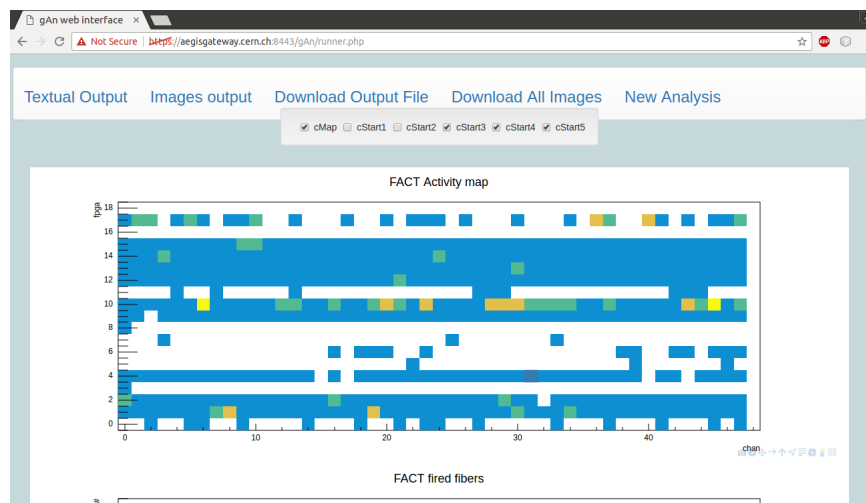 gAn web interface
Not Secure | https://aegisgateway.cern.ch:8443/gAn/runner.php
ABP
Textual Output Images output Download Output File Download All Images New Analysis
cMap cStart1 cStart2 cStart3 cStart4 cStart5
FACT Activity map
fpga
18
16
14
12
10
8
6
4
2
0
0 10 20 30 40
chan
FACT fired fibers